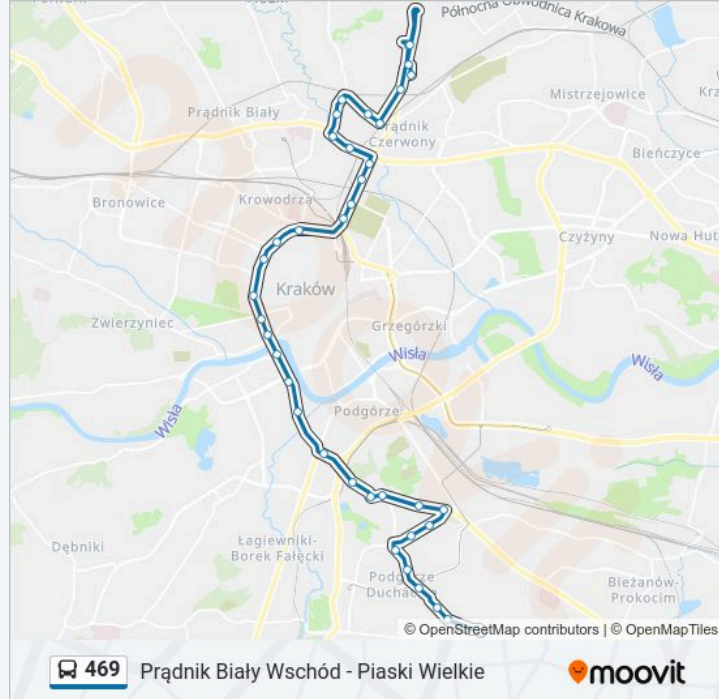 Północna Obwodnica Krakowa
Mistrzejowice
Prądnik Biały
Prądnik
Czerwony
Bieńczyce
Bronowice
Krowodrza
Czyżyny
Nowa Hut
Kraków
Zwierzyniec
Grzegórzki
Wisła
Wisła
Wisła
Podgórze
Dębniki
Łagiewniki-
Borek Fałęcki
Podgórze
Duchac
Bieżanów-
Prokocim
© OpenStreetMap contributors | © OpenMapTiles
469 Prądnik Biały Wschód - Piaski Wielkie
moovit